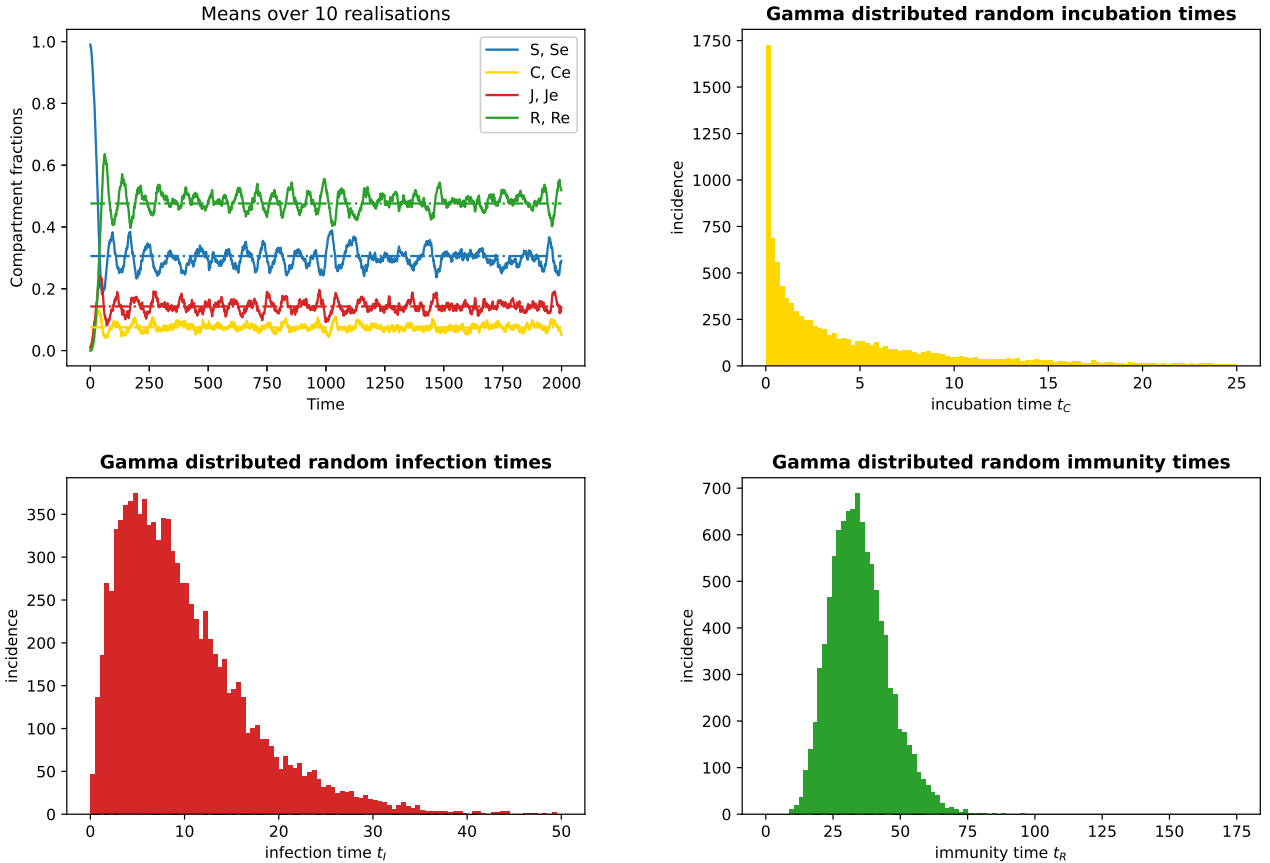 Means over 10 realisations
1.0
0.8
0.6
0.4
0.2
0.0
Compartment fractions
S, Se
C, Ce
J, Je
R, Re
0 250 500 750 1000 1250 1500 1750 2000
Time
Gamma distributed random incubation times
1750
1500
1250
1000
750
500
250
0
incidence
0 5 10 15 20 25
incubation time t_C
Gamma distributed random infection times
350
300
250
200
150
100
50
0
incidence
0 10 20 30 40 50
infection time t_I
Gamma distributed random immunity times
700
600
500
400
300
200
100
0
incidence
0 25 50 75 100 125 150 175
immunity time t_R